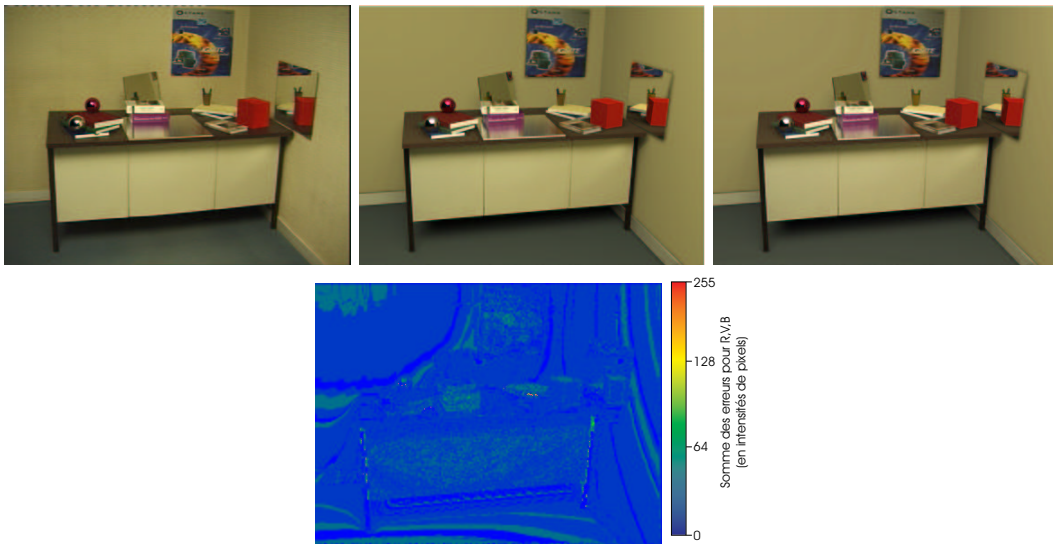 255
128
64
0
Somme des erreurs pour R,V,B
(en intensités de pixels)